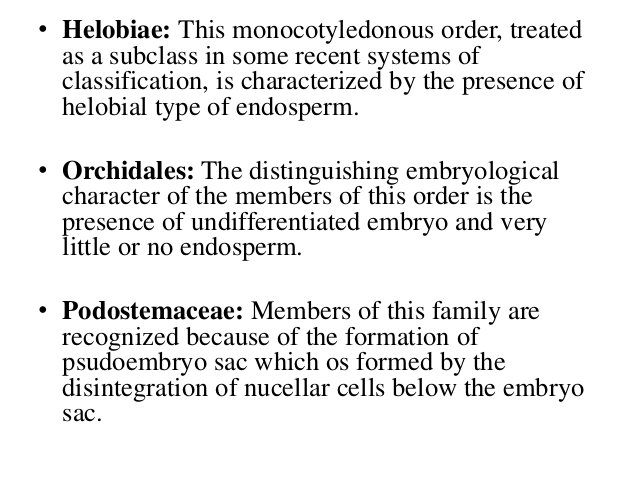 • Helobiae: This monocotyledonous order, treated
as a subclass in some recent systems of
classification, is characterized by the presence of
helobial type of endosperm.
• Orchidales: The distinguishing embryological
character of the members of this order is the
presence of undifferentiated embryo and very
little or no endosperm.
• Podostemaceae: Members of this family are
recognized because of the formation of
psudoembryo sac which os formed by the
disintegration of nucellar cells below the embryo
sac.